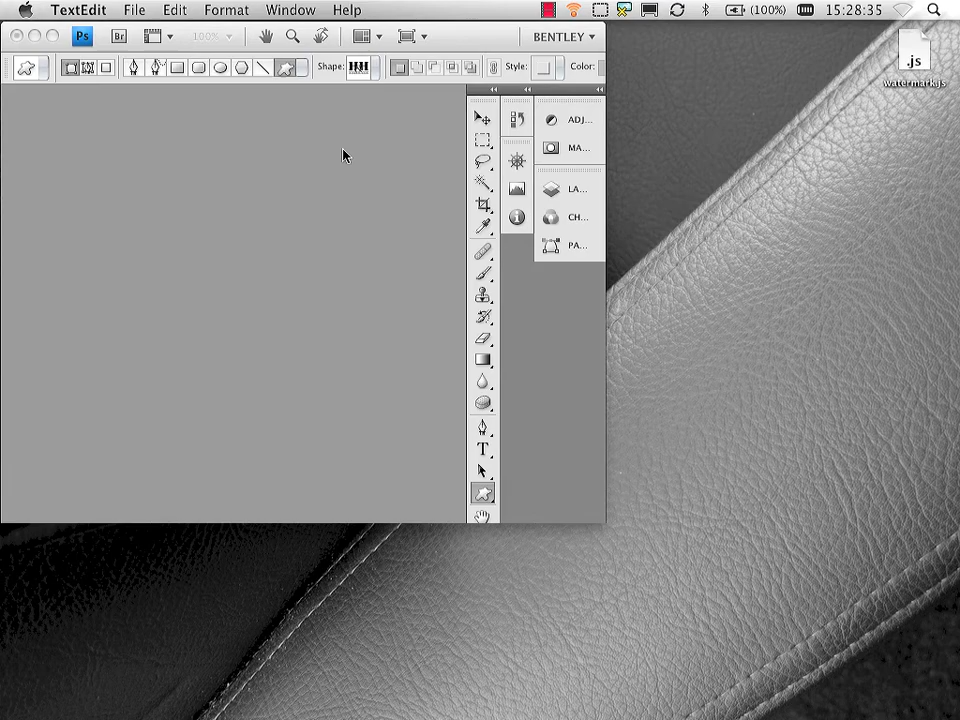 TextEdit File Edit Format Window Help (100%) 15:28:35
Ps Br 100% BENTLEY
Shape: Style: Color:
.js
watermark.js
ADJ...
MA...
LA...
CH...
PA...
T